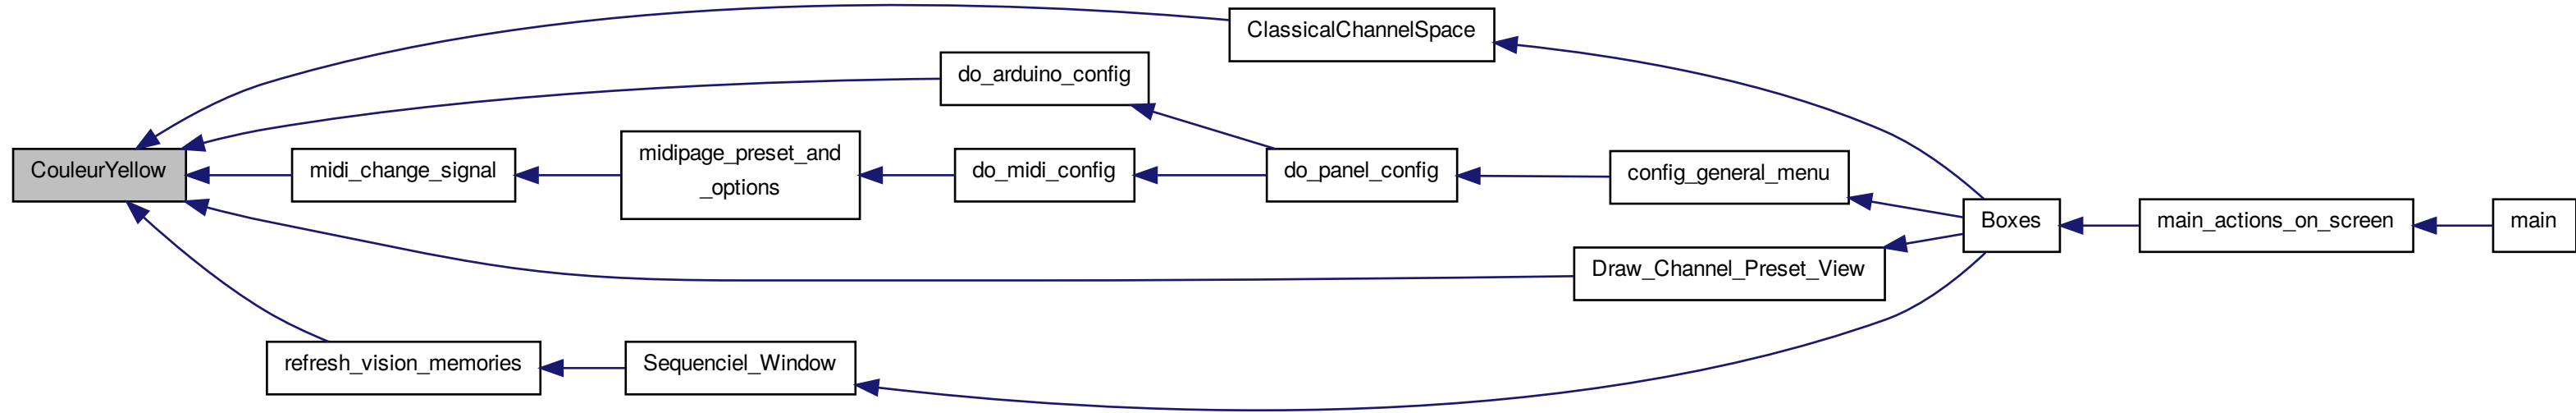 ClassicalChannelSpace
do_arduino_config
CouleurYellow
midi_change_signal
midipage_preset_and
_options
do_midi_config
do_panel_config
config_general_menu
Boxes
main_actions_on_screen
main
Draw_Channel_Preset_View
refresh_vision_memories
Sequenciel_Window